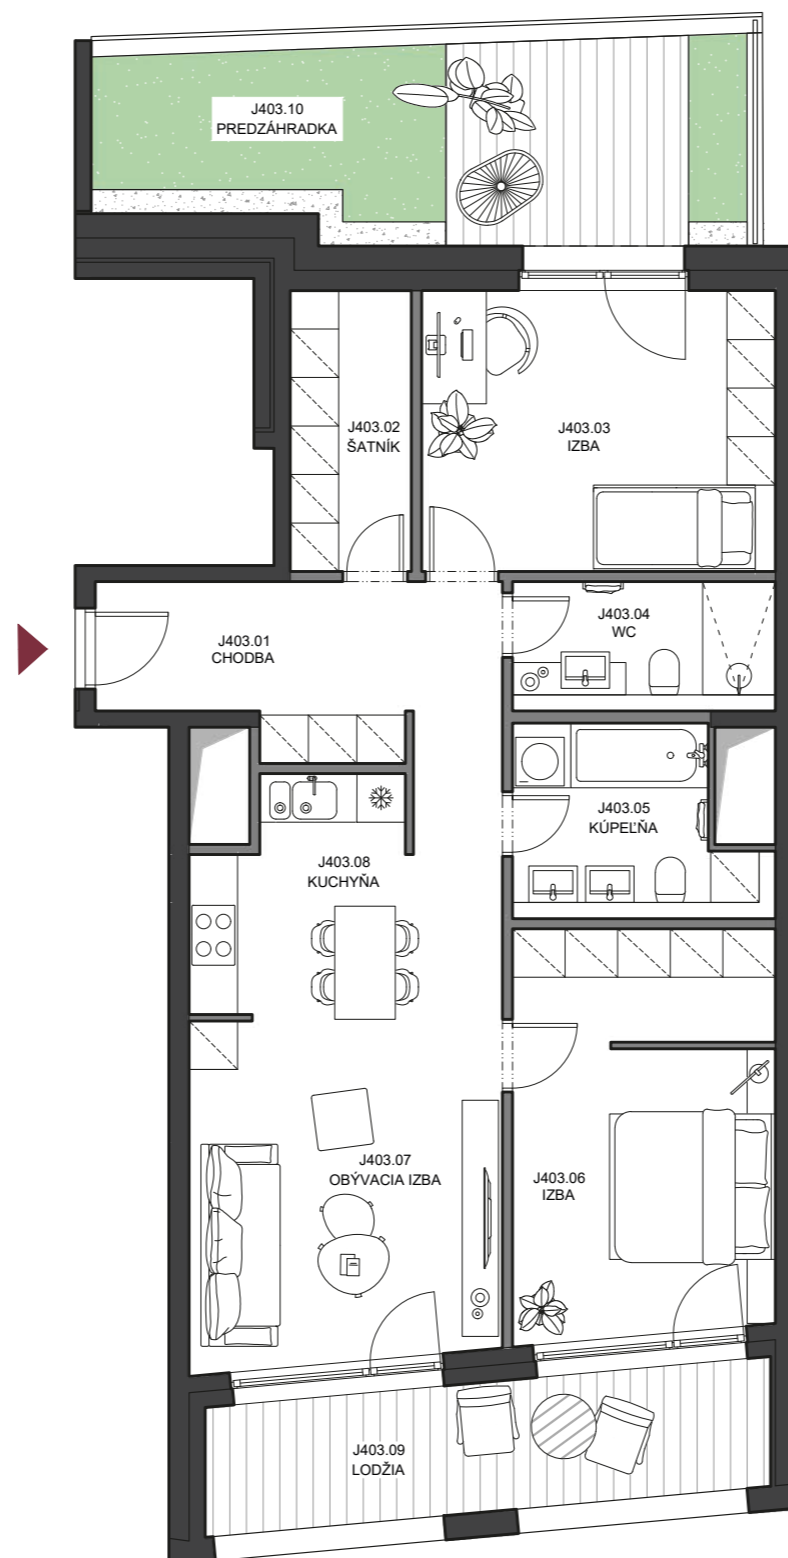 J403.10
PREDZÁHRADKA
J403.02
ŠATNÍK
J403.03
IZBA
J403.04
WC
J403.01
CHODBA
J403.05
KÚPEĽŇA
J403.08
KUCHYŇA
J403.07
OBÝVACIA IZBA
J403.06
IZBA
J403.09
LODŽIA